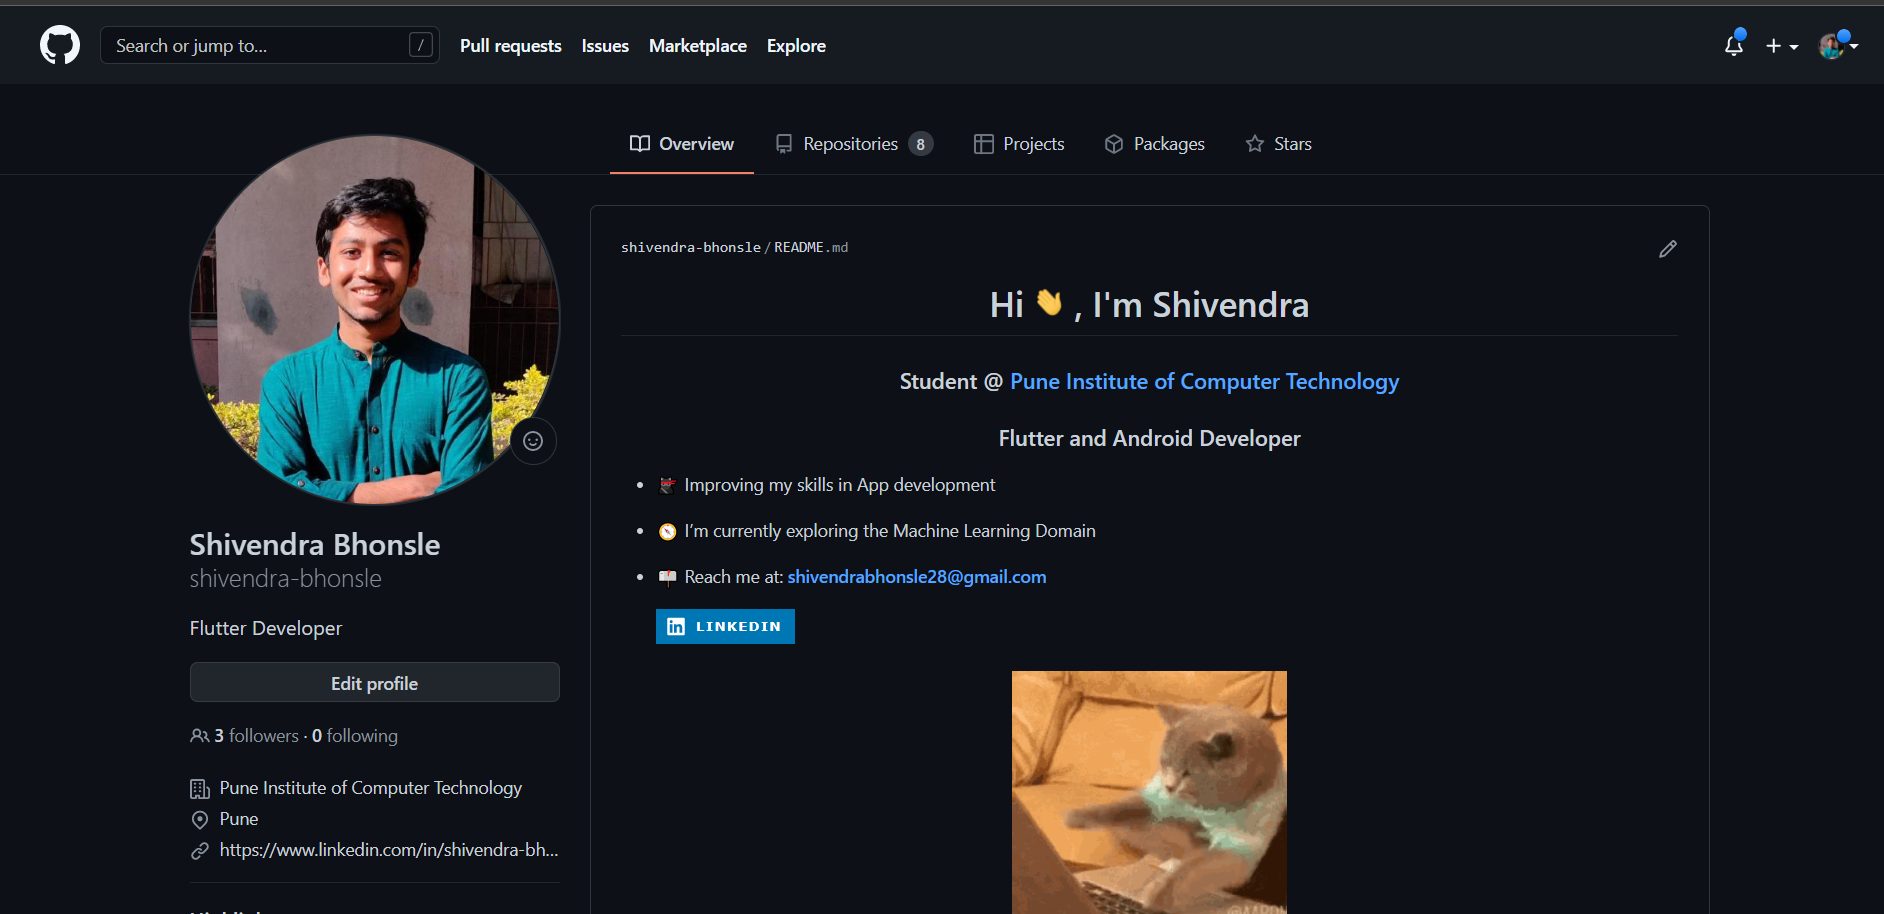 Search or jump to... /
Pull requests Issues Marketplace Explore
Overview Repositories 8 Projects Packages Stars
shivendra-bhonsle/README.md
Hi 👋 , I'm Shivendra
Student @ Pune Institute of Computer Technology
Flutter and Android Developer
Improving my skills in App development
I’m currently exploring the Machine Learning Domain
Reach me at: shivendrabhonsle28@gmail.com
LINKEDIN
Shivendra Bhonsle
shivendra-bhonsle
Flutter Developer
Edit profile
3 followers · 0 following
Pune Institute of Computer Technology
Pune
https://www.linkedin.com/in/shivendra-bh...